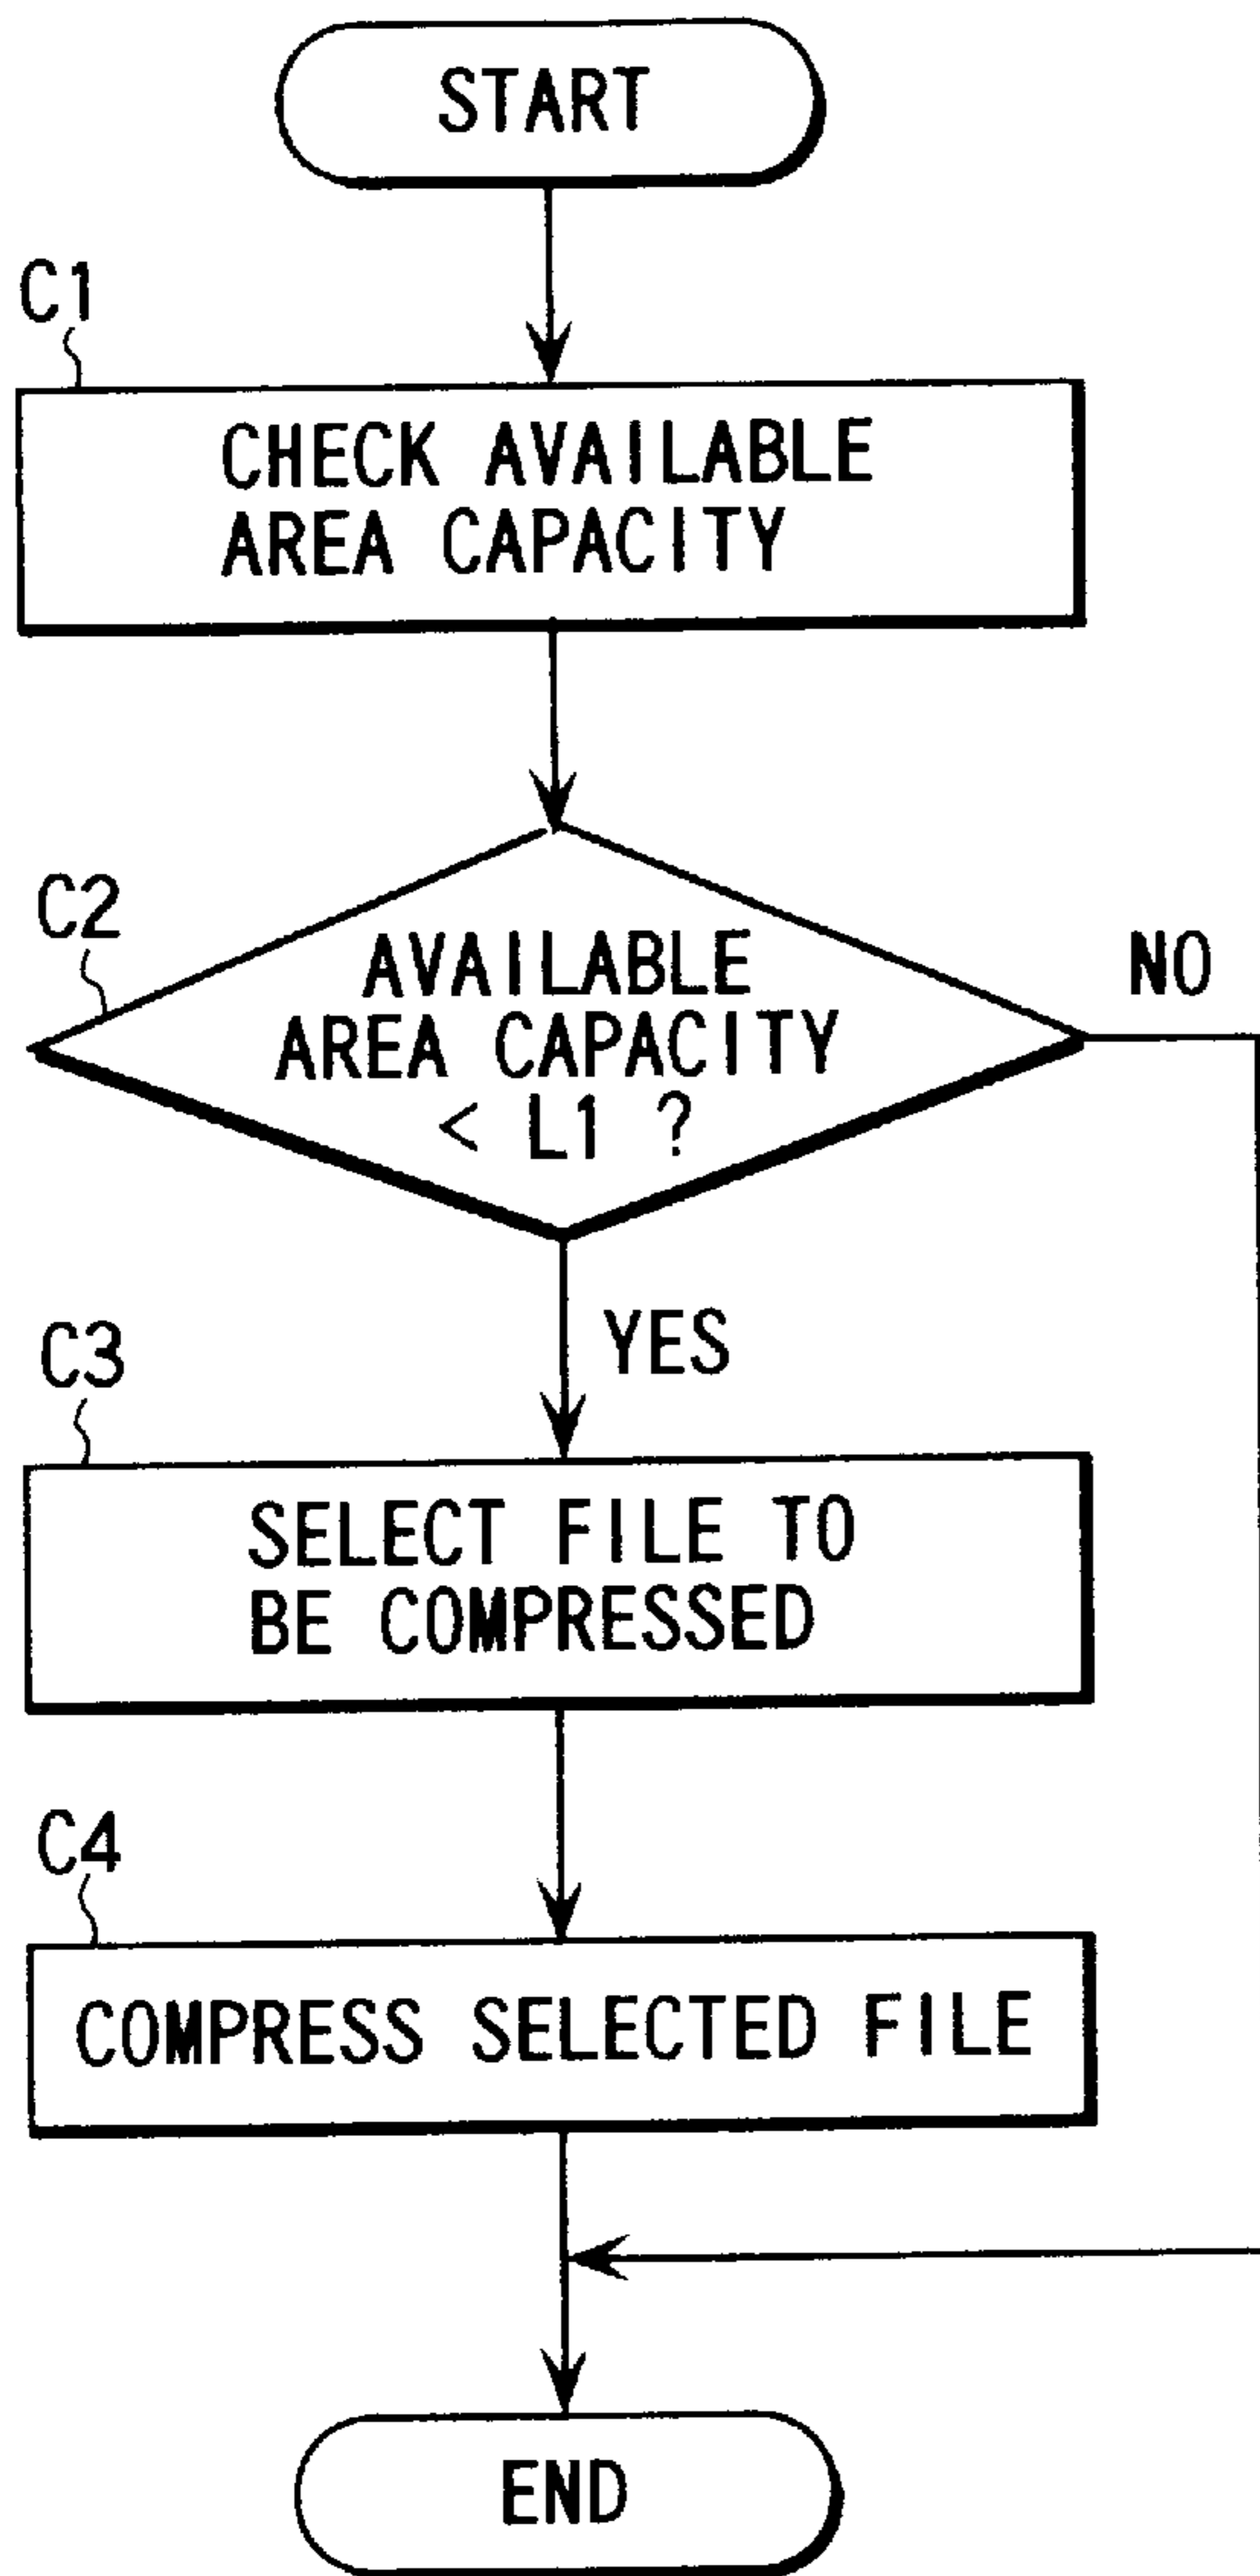 START
C1
CHECK AVAILABLE
AREA CAPACITY
C2
AVAILABLE
AREA CAPACITY
< L1 ?
NO
YES
C3
SELECT FILE TO
BE COMPRESSED
C4
COMPRESS SELECTED FILE
END